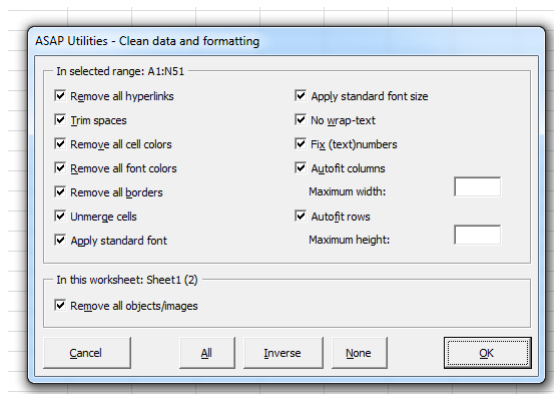 ASAP Utilities - Clean data and formatting
In selected range: A1:N51
Remove all hyperlinks
Trim spaces
Remove all cell colors
Remove all font colors
Remove all borders
Unmerge cells
Apply standard font
Apply standard font size
No wrap-text
Fix (text)numbers
Autofit columns
Maximum width:
Autofit rows
Maximum height:
In this worksheet: Sheet1 (2)
Remove all objects/images
Cancel
All
Inverse
None
OK